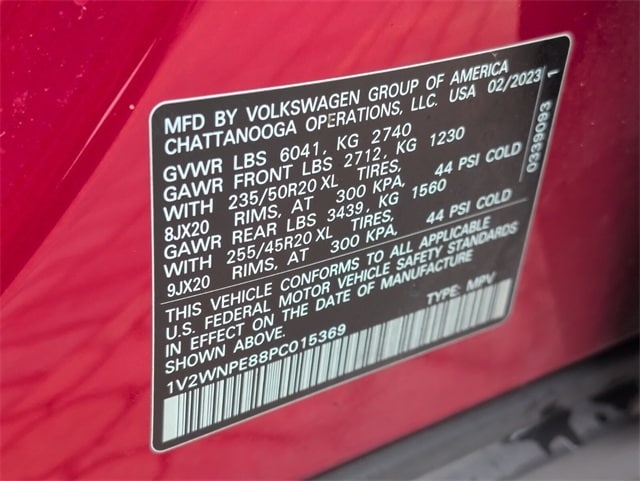 MFD BY VOLKSWAGEN GROUP OF AMERICA
CHATTANOOGA OPERATIONS, LLC. USA 02/2023 1
GVWR LBS 6041, KG 2740
GAWR FRONT LBS 2712, KG 1230
WITH 235/50R20 XL TIRES,
8JX20 RIMS, AT 300 KPA, 44 PSI COLD
GAWR REAR LBS 3439, KG 1560
WITH 255/45R20 XL TIRES,
9JX20 RIMS, AT 300 KPA, 44 PSI COLD
THIS VEHICLE CONFORMS TO ALL APPLICABLE
U.S. FEDERAL MOTOR VEHICLE SAFETY STANDARDS
IN EFFECT ON THE DATE OF MANUFACTURE
SHOWN ABOVE. TYPE: MPV
1V2WNPE88PC015369
0339093